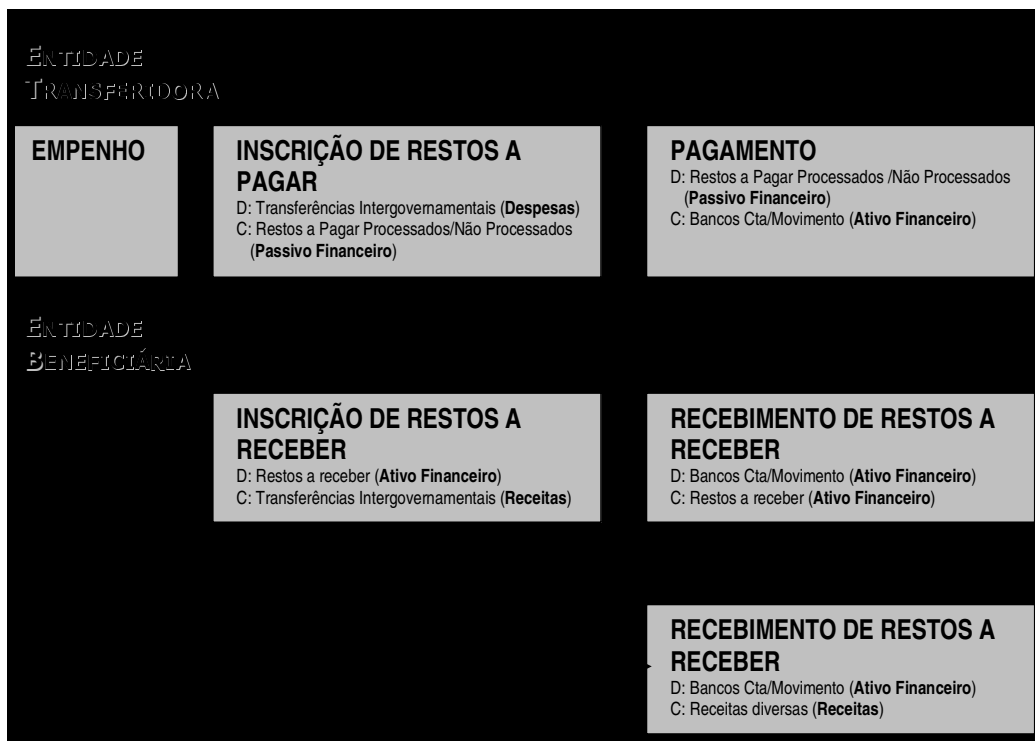 ENTIDADE
TRANSFERIDORA
EMPENHO
INSCRIÇÃO DE RESTOS A
PAGAR
D: Transferências Intergovernamentais (Despesas)
C: Restos a Pagar Processados/Não Processados
(Passivo Financeiro)
PAGAMENTO
D: Restos a Pagar Processados /Não Processados
(Passivo Financeiro)
C: Bancos Cta/Movimento (Ativo Financeiro)
ENTIDADE
BENEFICIÁRIA
INSCRIÇÃO DE RESTOS A
RECEBER
D: Restos a receber (Ativo Financeiro)
C: Transferências Intergovernamentais (Receitas)
RECEBIMENTO DE RESTOS A
RECEBER
D: Bancos Cta/Movimento (Ativo Financeiro)
C: Restos a receber (Ativo Financeiro)
RECEBIMENTO DE RESTOS A
RECEBER
D: Bancos Cta/Movimento (Ativo Financeiro)
C: Receitas diversas (Receitas)